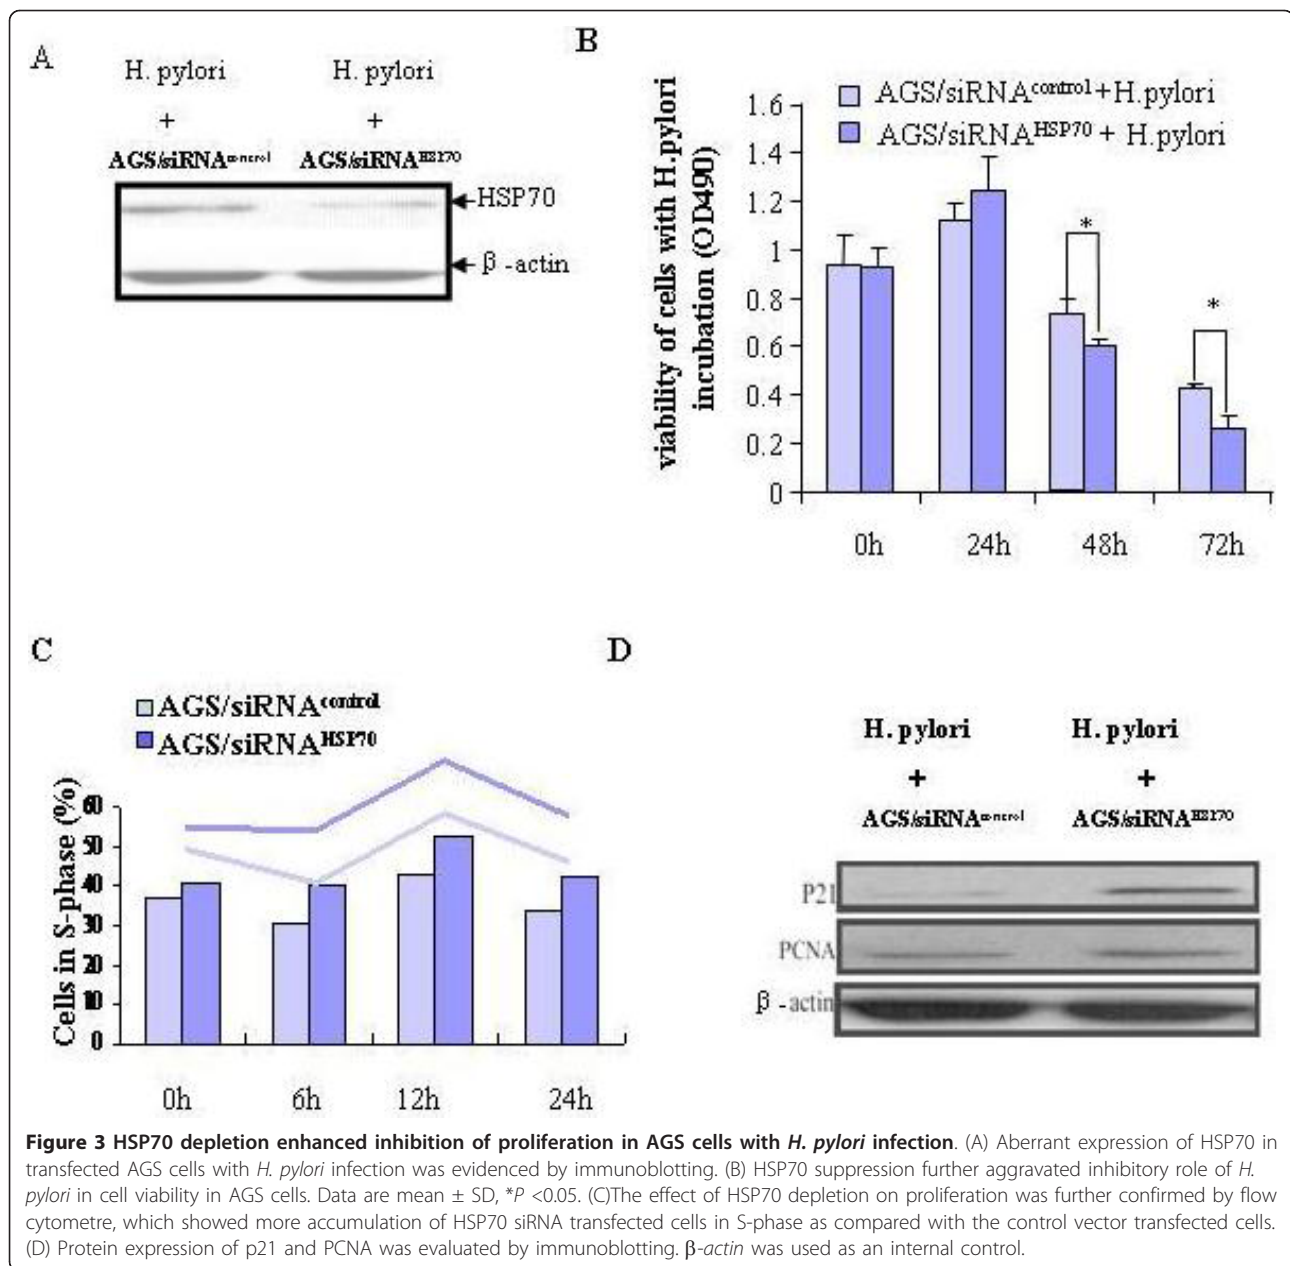 A
H. pylori
H. pylori
+
+
AGS/siRNAcontrol
AGS/siRNAHSP70
HSP70
β-actin
B
viability of cells with H.pylori
incubation (OD490)
AGS/siRNAcontrol+H.pylori
AGS/siRNAHSP70 + H.pylori
1.6
1.4
1.2
1
0.8
0.6
0.4
0.2
0
*
*
0h
24h
48h
72h
C
AGS/siRNAcontrol
AGS/siRNAHSP70
Cells in S-phase (%)
60
50
40
30
20
10
0
0h
6h
12h
24h
D
H. pylori
H. pylori
+
+
AGS/siRNAcontrol
AGS/siRNAHSP70
P21
PCNA
β-actin
Figure 3 HSP70 depletion enhanced inhibition of proliferation in AGS cells with H. pylori infection. (A) Aberrant expression of HSP70 in
transfected AGS cells with H. pylori infection was evidenced by immunoblotting. (B) HSP70 suppression further aggravated inhibitory role of H.
pylori in cell viability in AGS cells. Data are mean ± SD, *P <0.05. (C)The effect of HSP70 depletion on proliferation was further confirmed by flow
cytometre, which showed more accumulation of HSP70 siRNA transfected cells in S-phase as compared with the control vector transfected cells.
(D) Protein expression of p21 and PCNA was evaluated by immunoblotting. β-actin was used as an internal control.